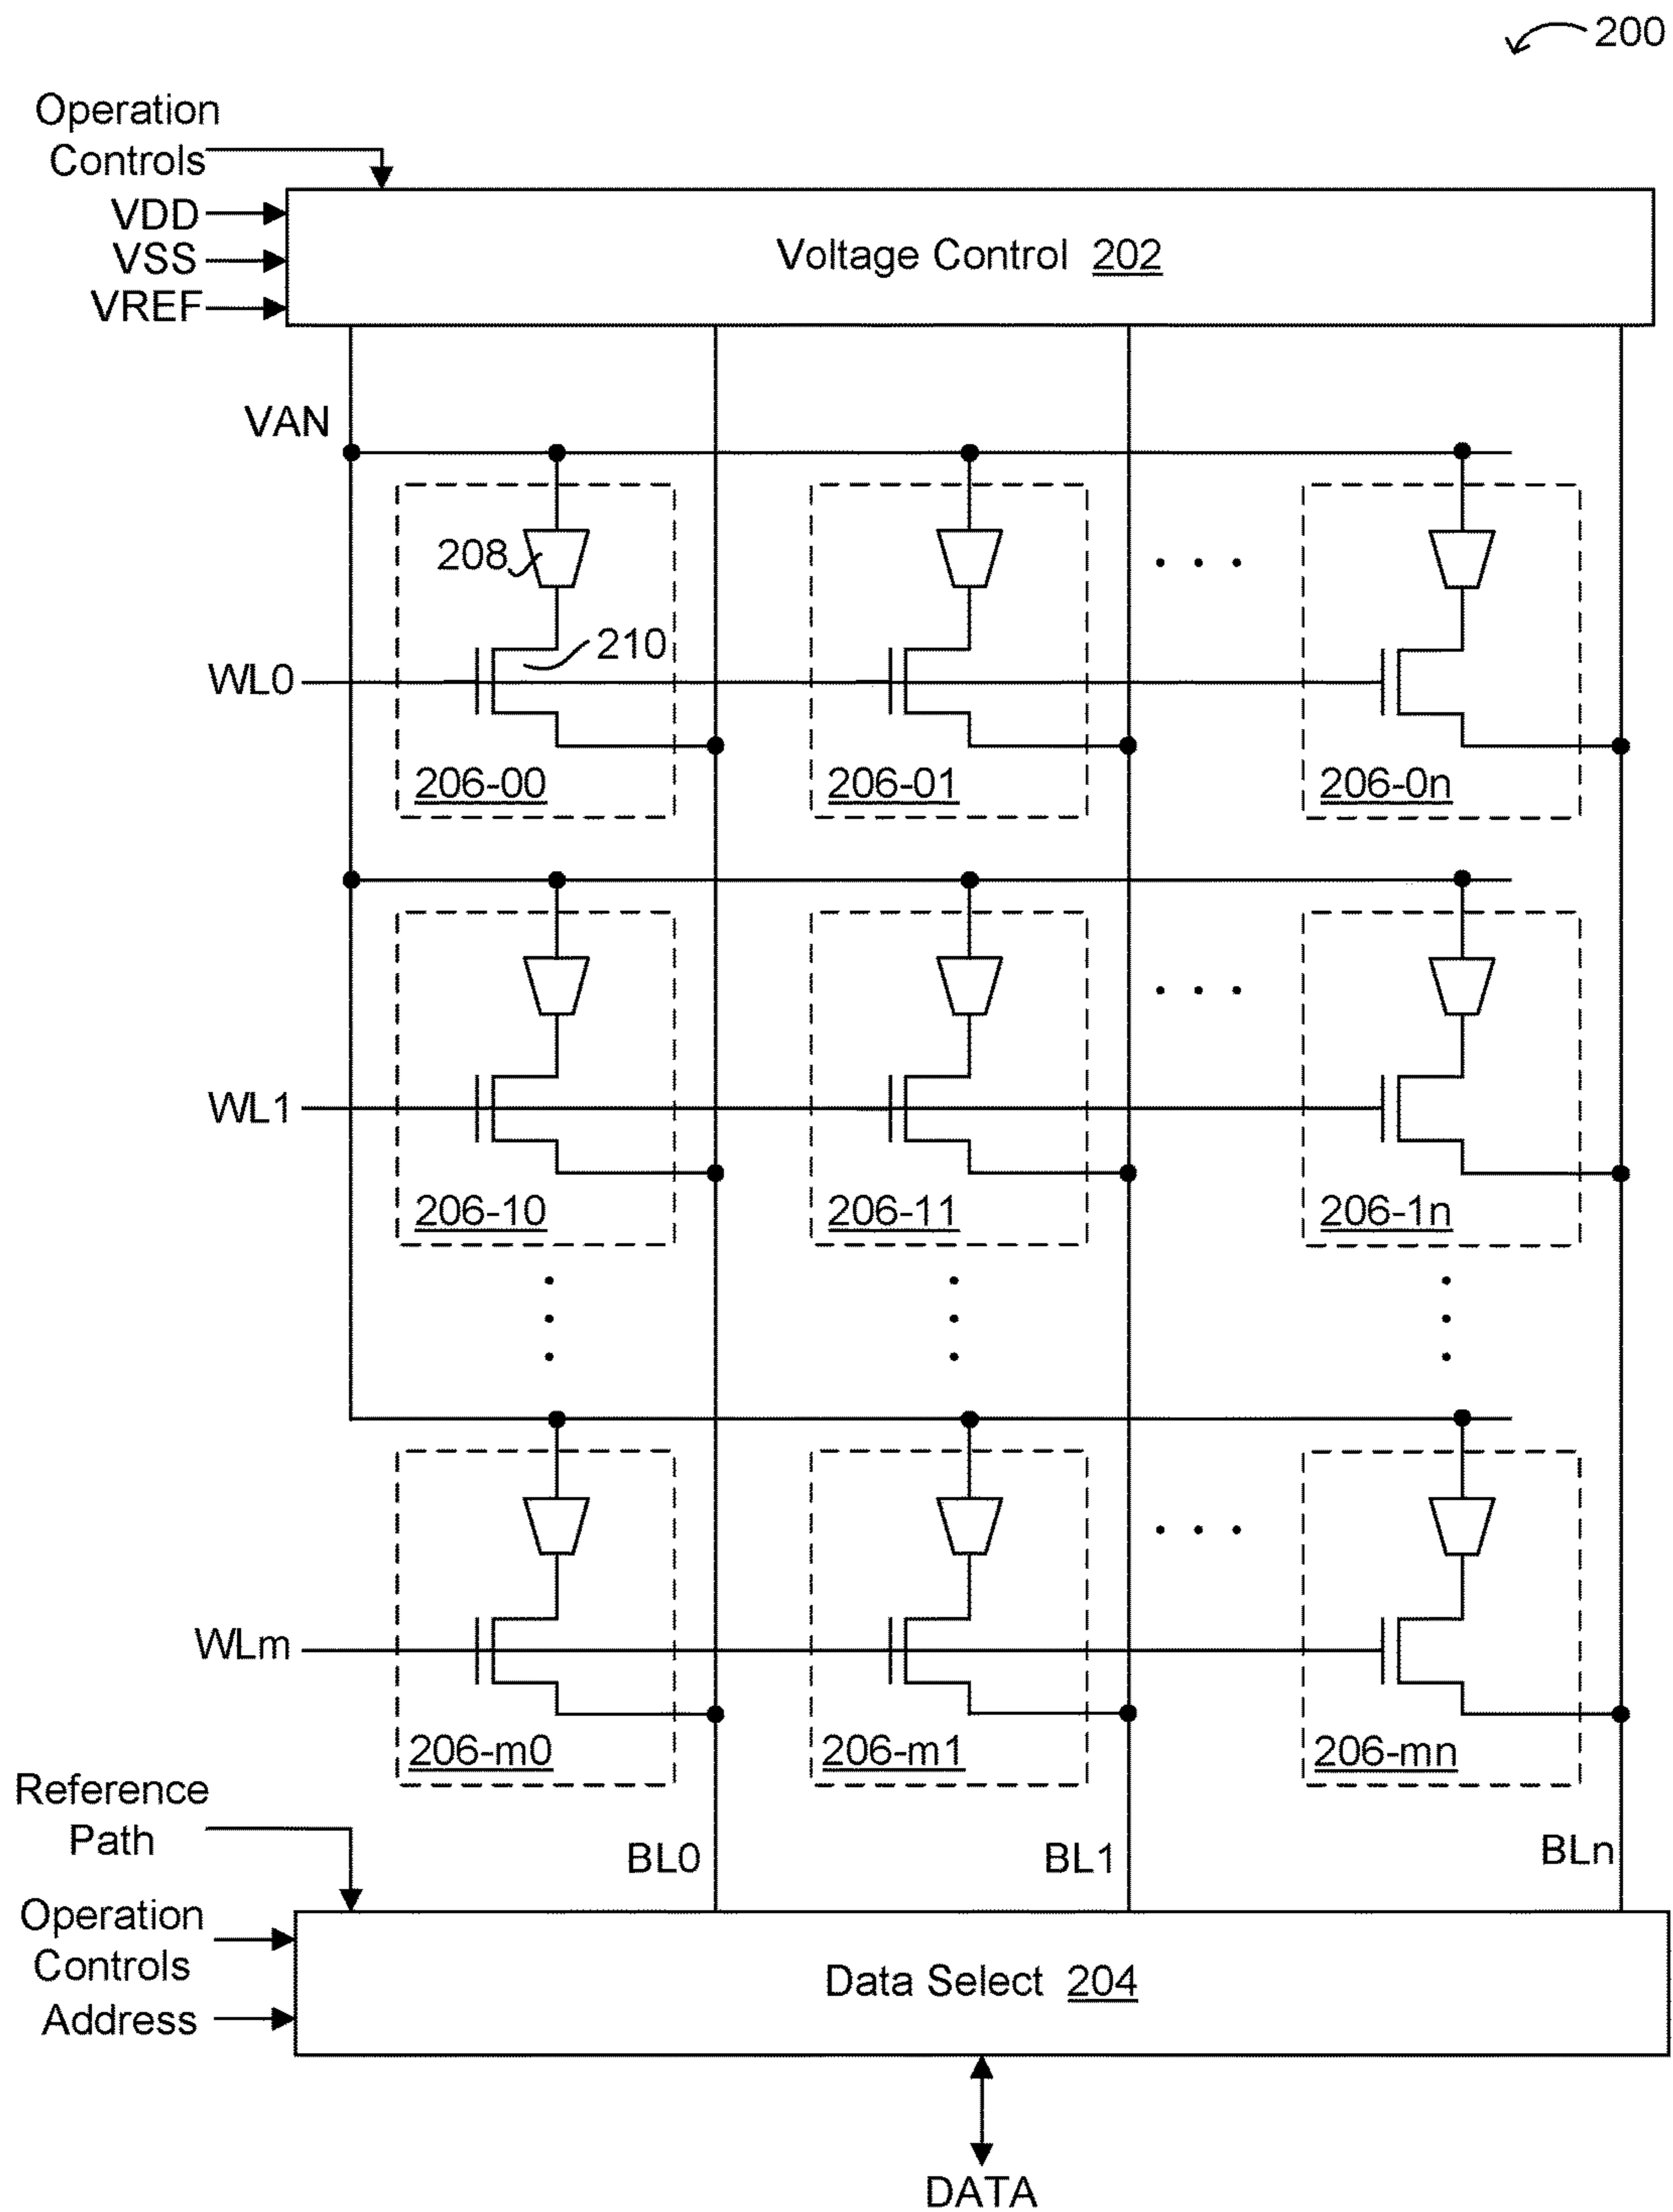 200
Operation
Controls
VDD
VSS
VREF
Voltage Control 202
VAN
208
210
WL0
206-00
206-01
206-0n
WL1
206-10
206-11
206-1n
WLm
206-m0
206-m1
206-mn
Reference
Path
BL0
BL1
BLn
Operation
Controls
Address
Data Select 204
DATA